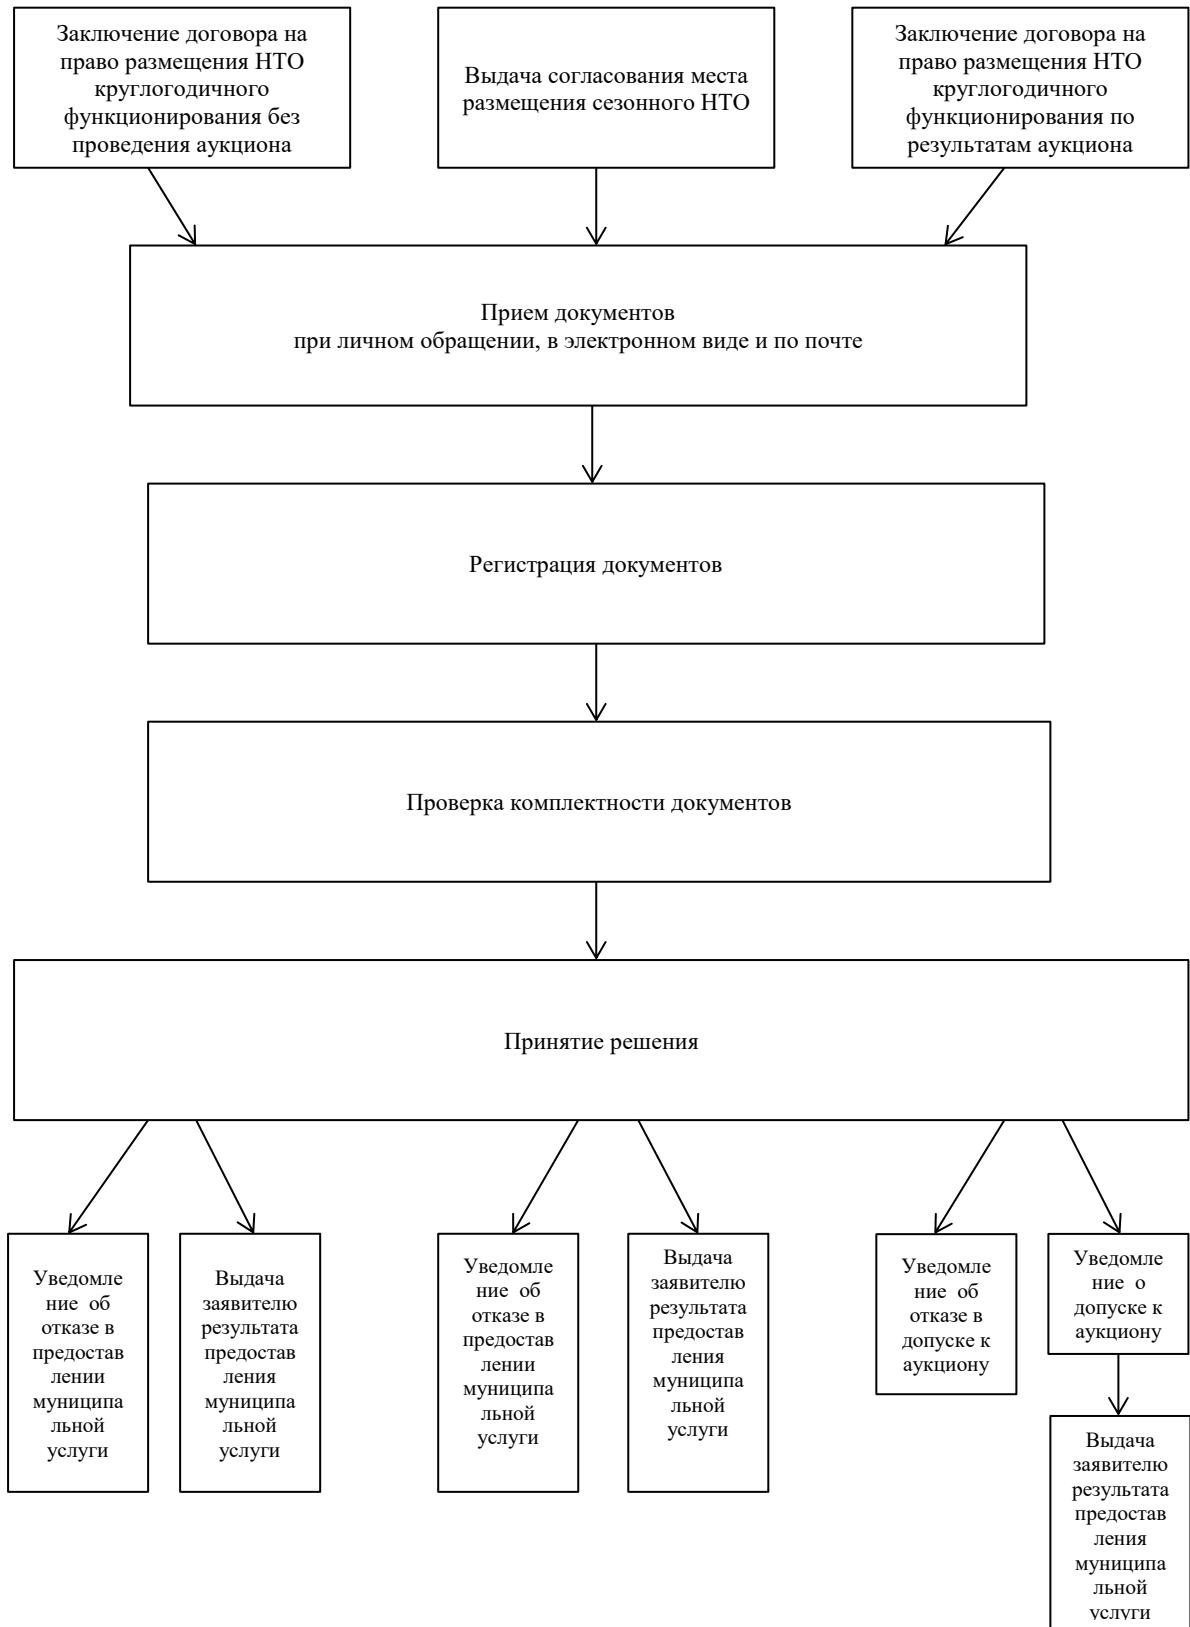 Заключение договора на
право размещения НТО
круглогодичного
функционирования без
проведения аукциона
Выдача согласования места
размещения сезонного НТО
Заключение договора на
право размещения НТО
круглогодичного
функционирования по
результатам аукциона
Прием документов
при личном обращении, в электронном виде и по почте
Регистрация документов
Проверка комплектности документов
Принятие решения
Уведомле
ние об
отказе в
предостав
лении
муниципа
льной
услуги
Выдача
заявителю
результата
предостав
ления
муниципа
льной
услуги
Уведомле
ние об
отказе в
предостав
лении
муниципа
льной
услуги
Выдача
заявителю
результата
предостав
ления
муниципа
льной
услуги
Уведомле
ние об
отказе в
допуске к
аукциону
Уведомле
ние о
допуске к
аукциону
Выдача
заявителю
результата
предостав
ления
муниципа
льной
услуги